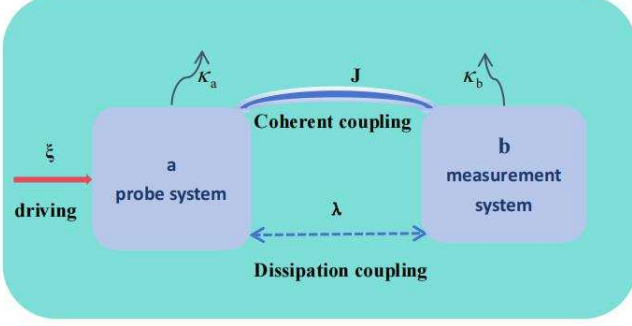 κa
J
κb
Coherent coupling
ξ
driving
a
probe system
b
measurement
system
λ
Dissipation coupling